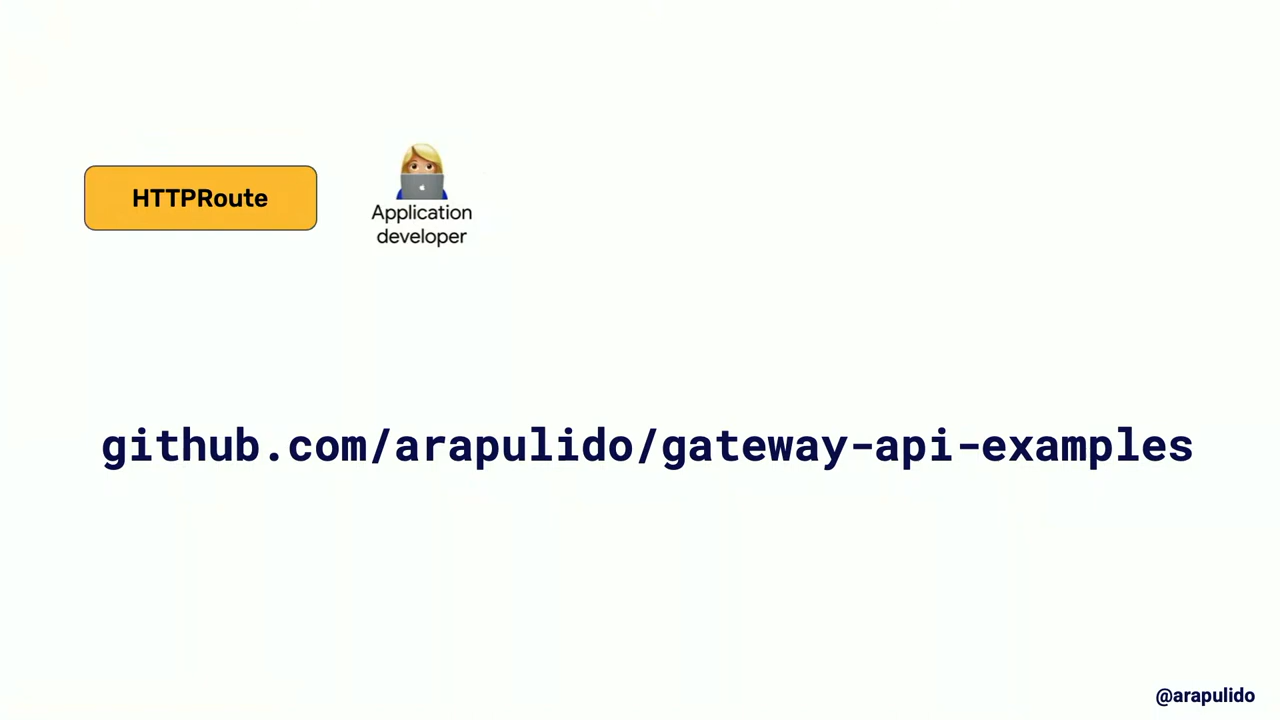 HTTPRoute
Application
developer
github.com/arapulido/gateway-api-examples
@arapulido